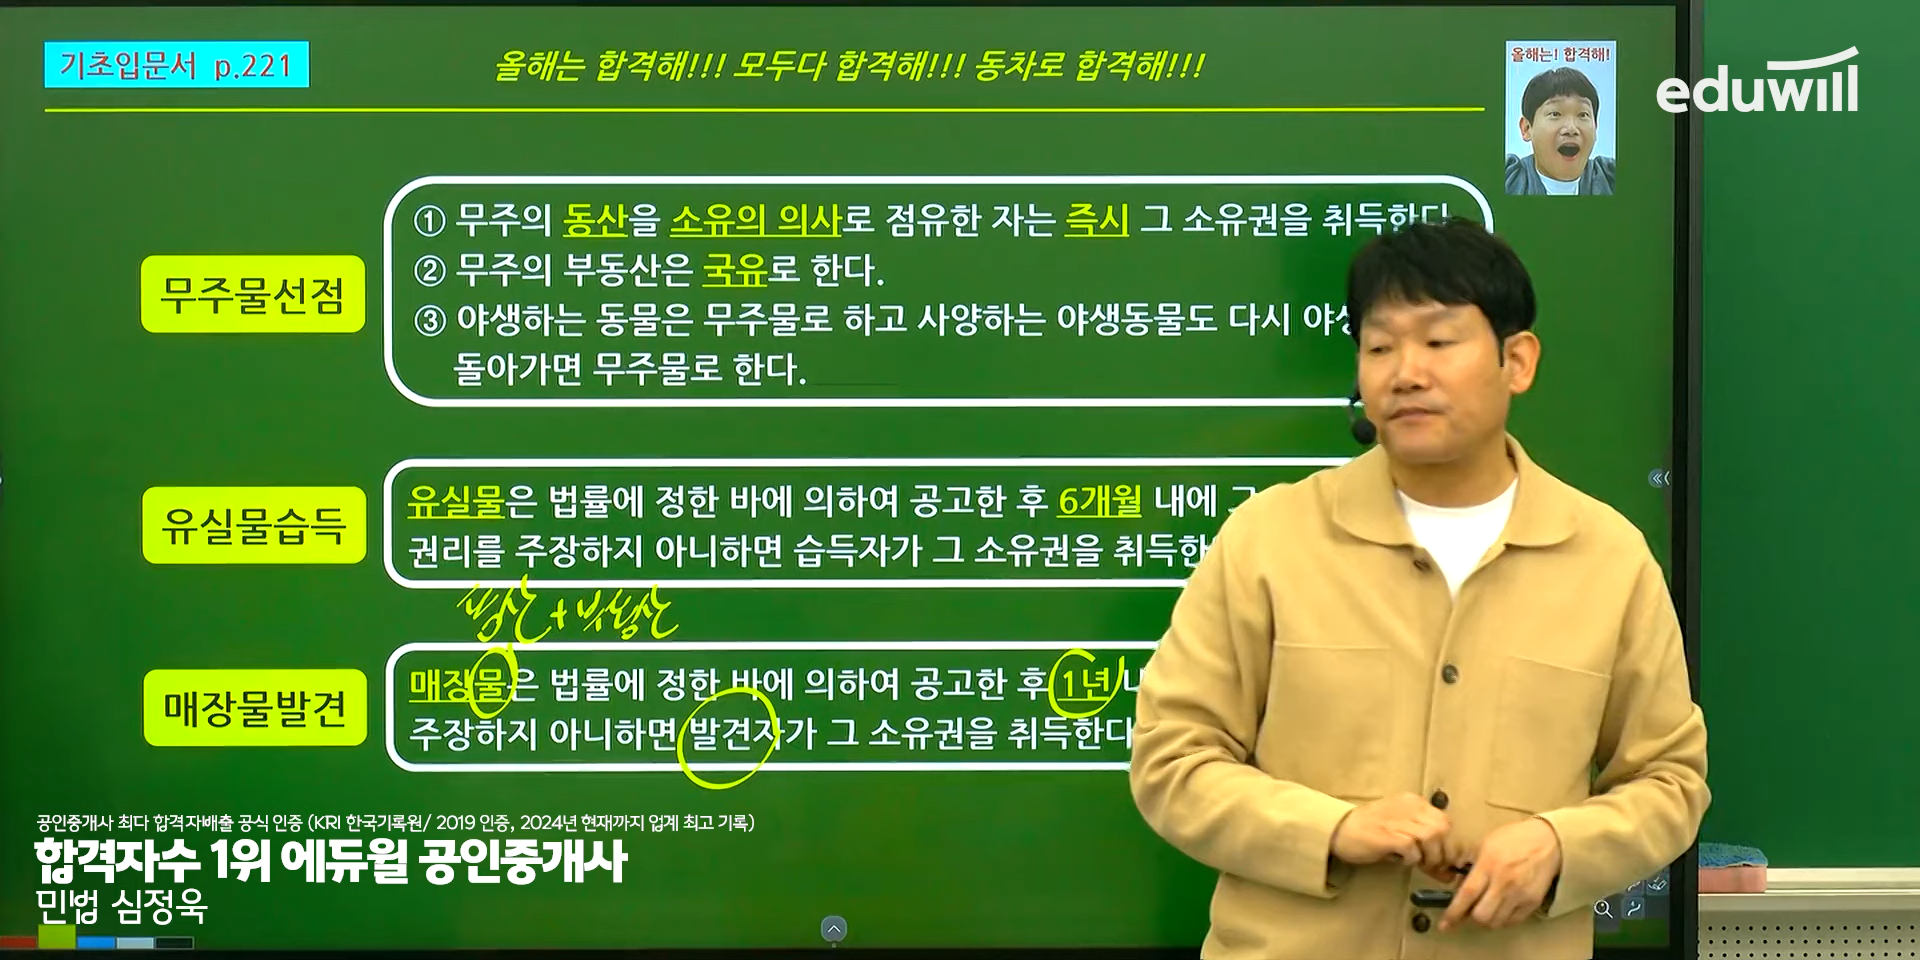 기초입문서 p.221
올해는 합격해!!! 모두다 합격해!!! 동차로 합격해!!!
올해는! 합격해!
eduwill
무주물선점
① 무주의 동산을 소유의 의사로 점유한 자는 즉시 그 소유권을 취득한다
② 무주의 부동산은 국유로 한다.
③ 야생하는 동물은 무주물로 하고 사양하는 야생동물도 다시
돌아가면 무주물로 한다.
유실물습득
유실물은 법률에 정한 바에 의하여 공고한 후 6개월 내에 그
권리를 주장하지 아니하면 습득자가 그 소유권을 취득한
동산 + 부동산
매장물발견
매장물은 법률에 정한 바에 의하여 공고한 후 1년
주장하지 아니하면 발견자가 그 소유권을 취득한다
공인중개사 최다 합격자배출 공식 인증 (KRI 한국기록원/ 2019 인증, 2024년 현재까지 업계 최고 기록)
합격자수 1위 에듀윌 공인중개사
민법 심정욱